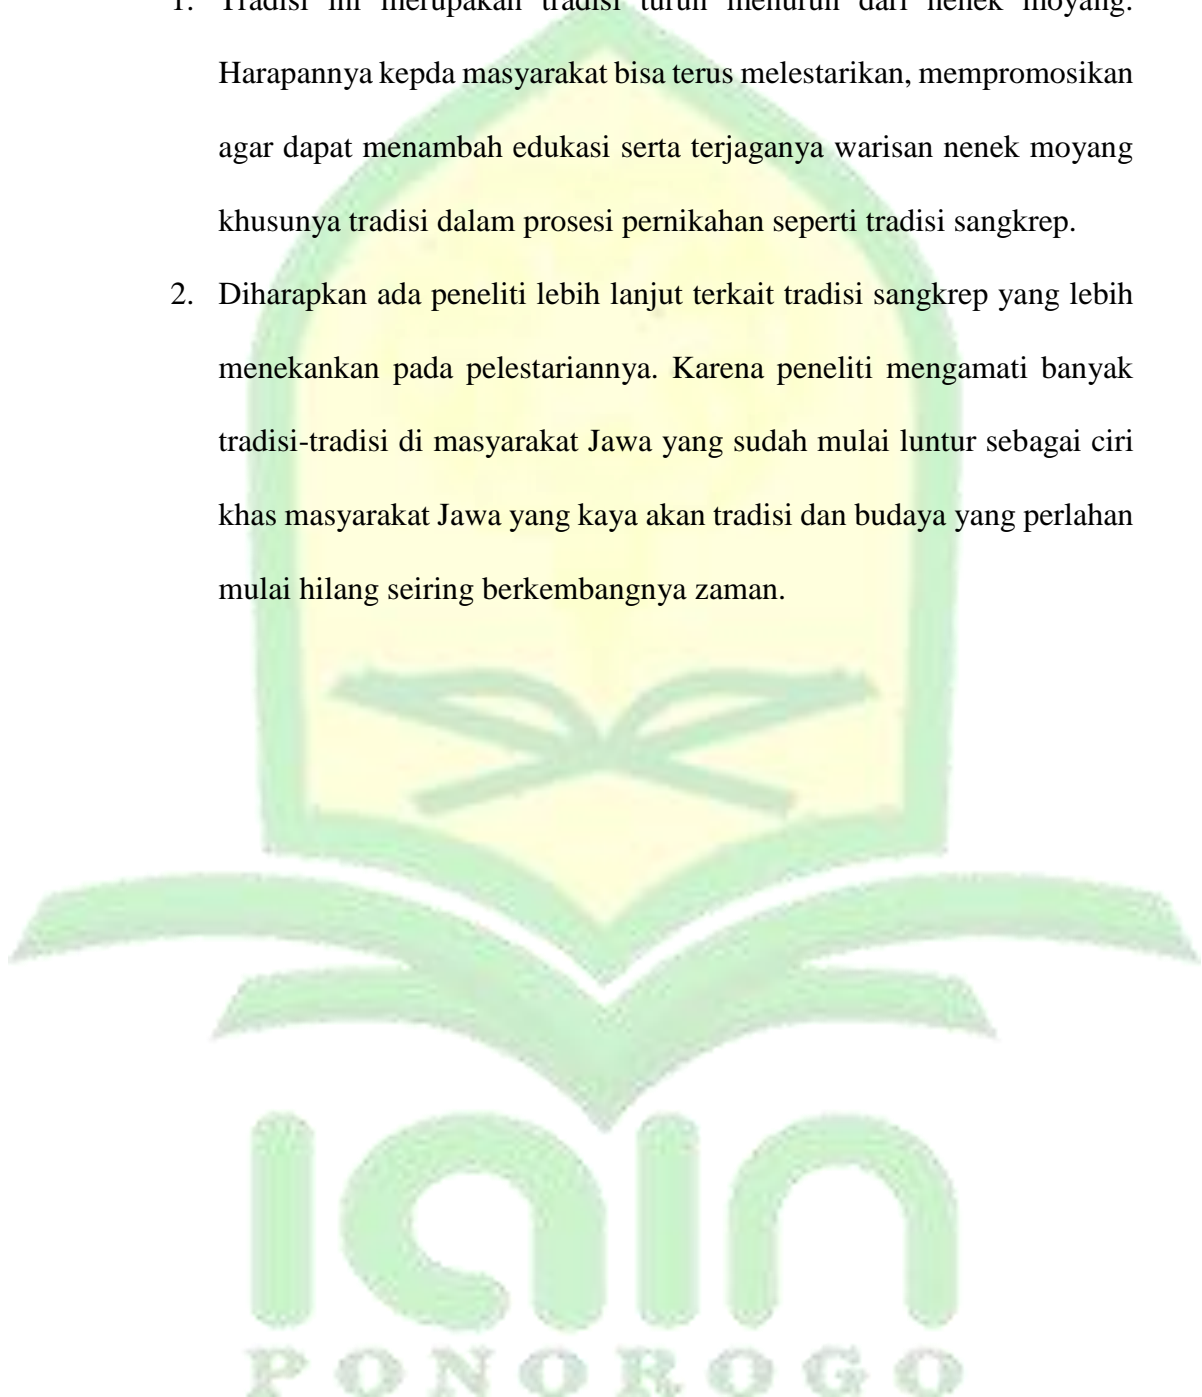 1. Tradisi ini merupakan tradisi turun menurun dari nenek moyang.
Harapannya kepda masyarakat bisa terus melestarikan, mempromosikan
agar dapat menambah edukasi serta terjaganya warisan nenek moyang
khusunya tradisi dalam prosesi pernikahan seperti tradisi sangkrep.
2. Diharapkan ada peneliti lebih lanjut terkait tradisi sangkrep yang lebih
menekankan pada pelestariannya. Karena peneliti mengamati banyak
tradisi-tradisi di masyarakat Jawa yang sudah mulai luntur sebagai ciri
khas masyarakat Jawa yang kaya akan tradisi dan budaya yang perlahan
mulai hilang seiring berkembangnya zaman.
iain
PONOROGO